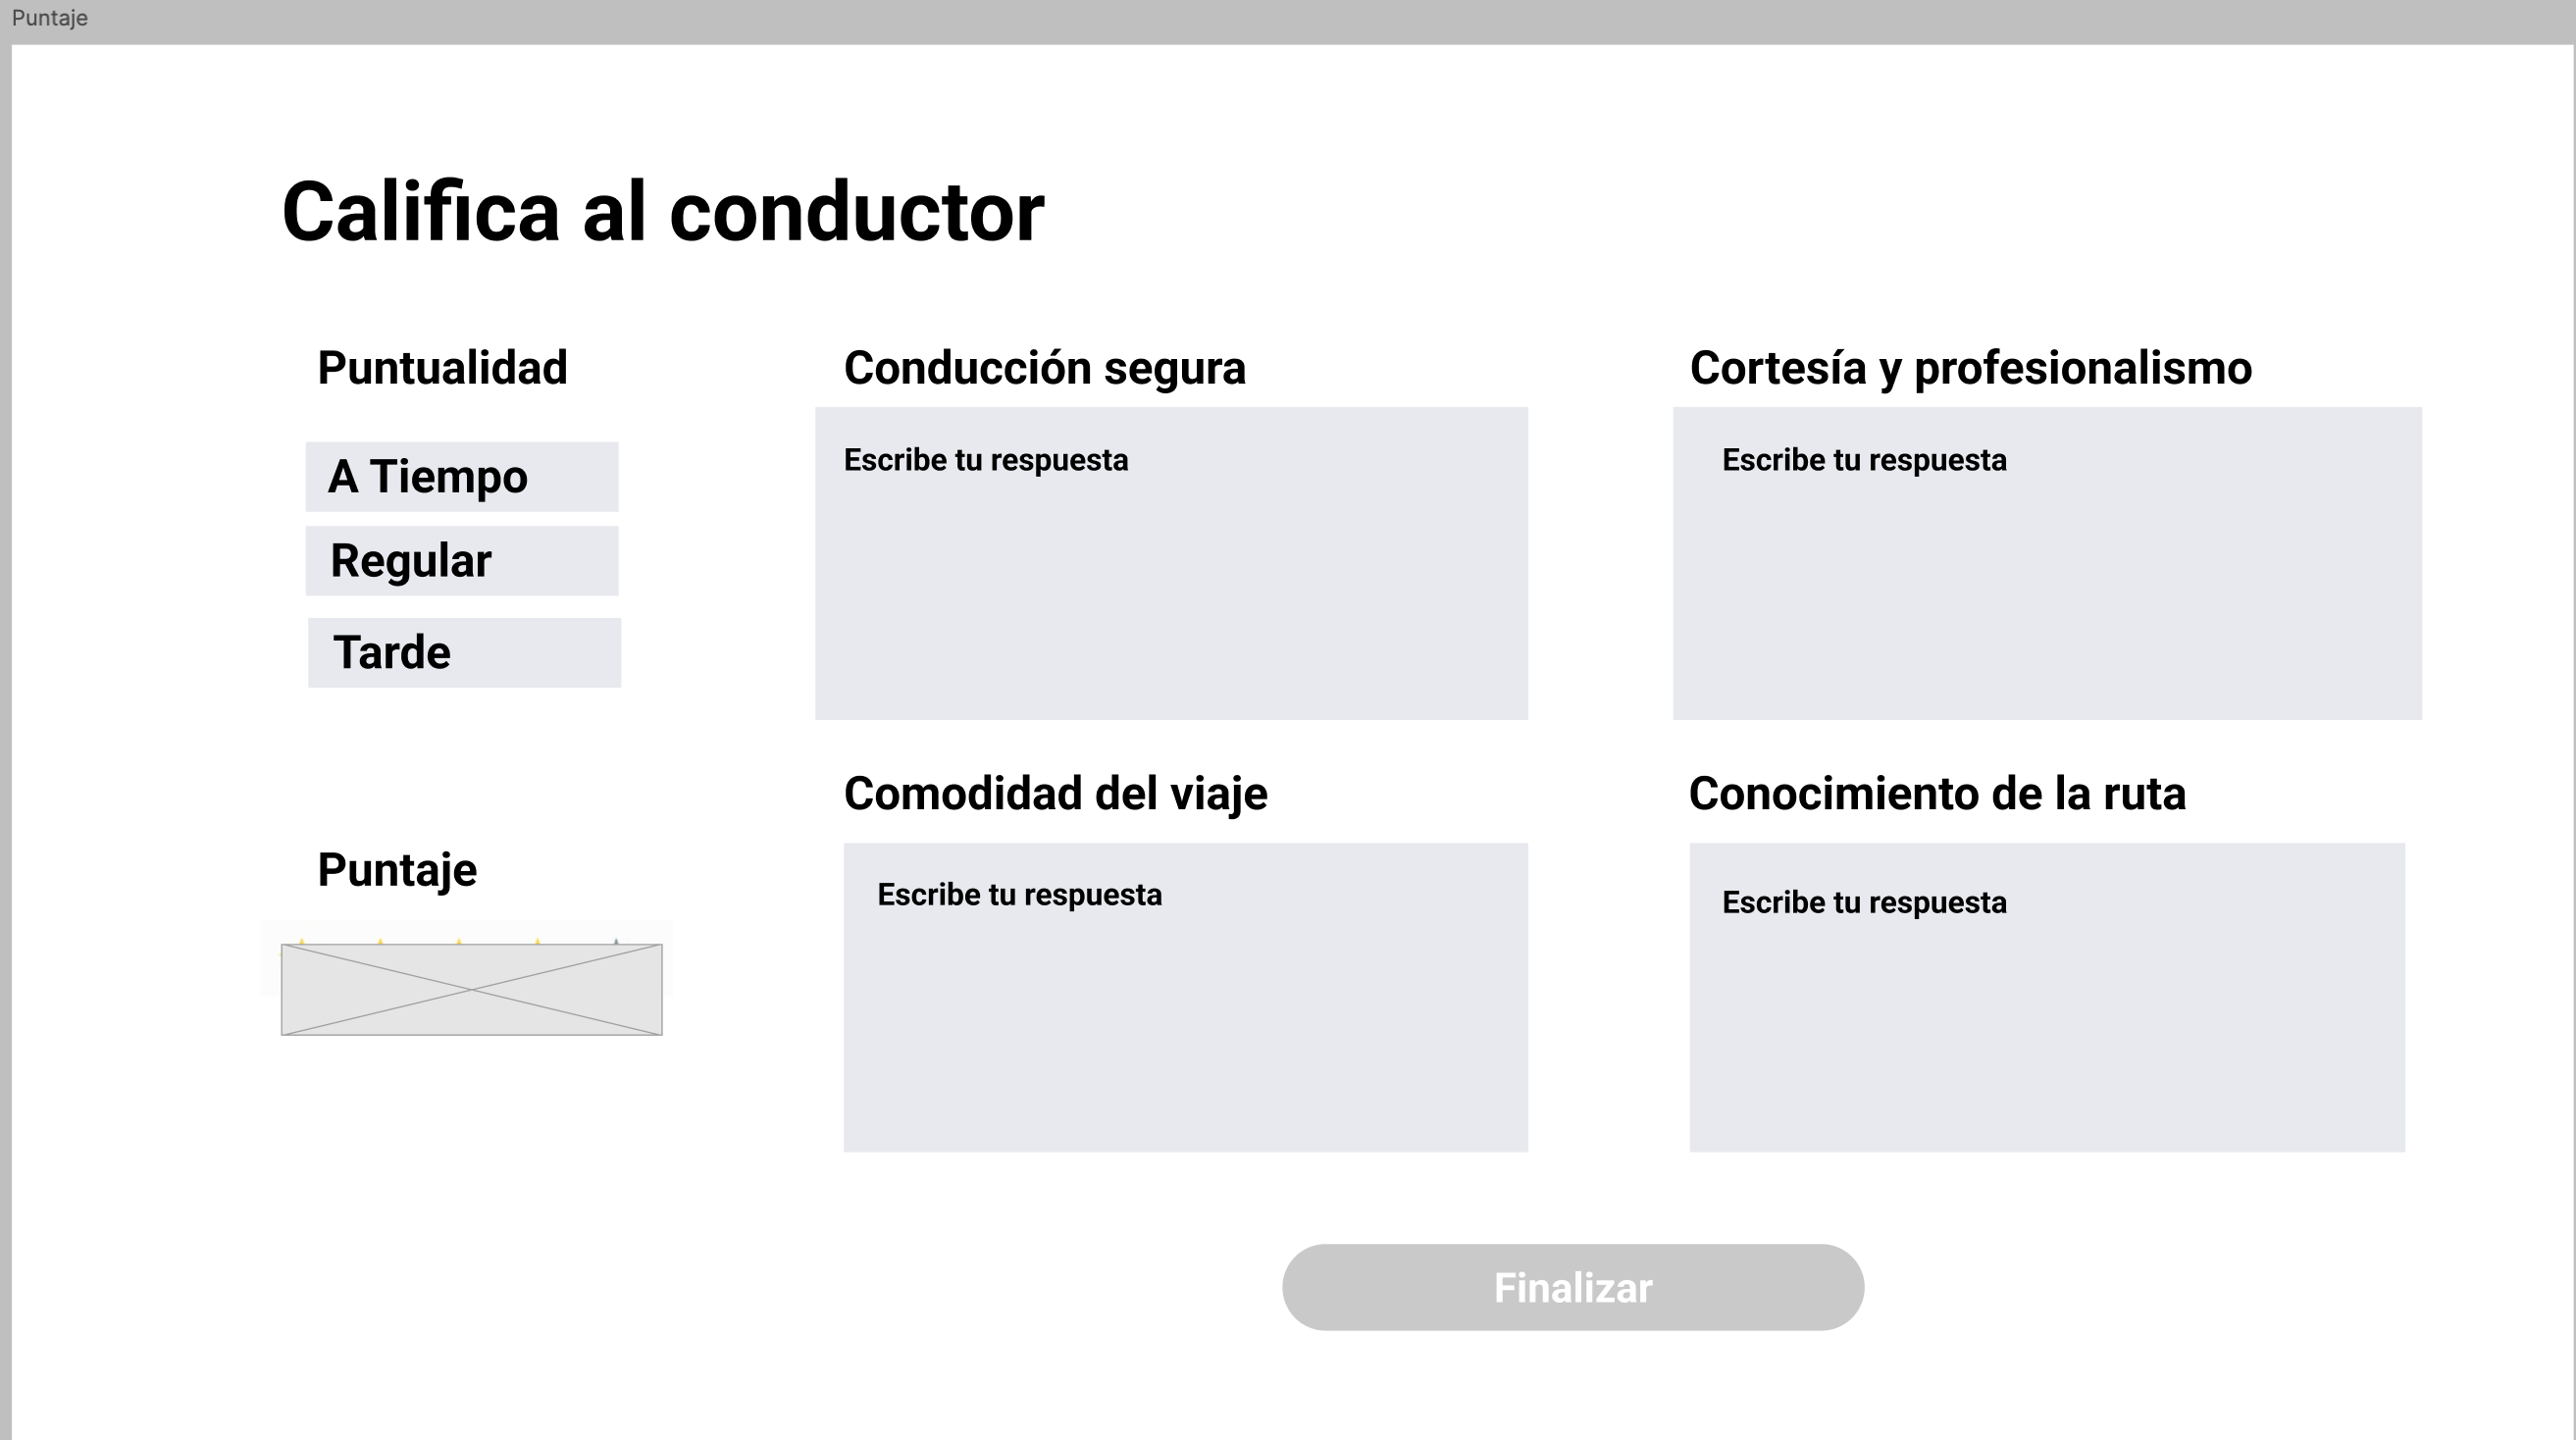 Puntaje
Califica al conductor
Puntualidad
A Tiempo
Regular
Tarde
Puntaje
Conducción segura
Escribe tu respuesta
Cortesía y profesionalismo
Escribe tu respuesta
Comodidad del viaje
Escribe tu respuesta
Conocimiento de la ruta
Escribe tu respuesta
Finalizar